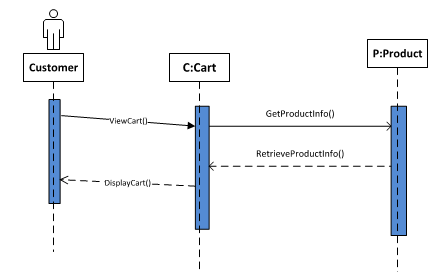 Customer
C:Cart
P:Product
ViewCart()
GetProductInfo()
RetrieveProductInfo()
DisplayCart()